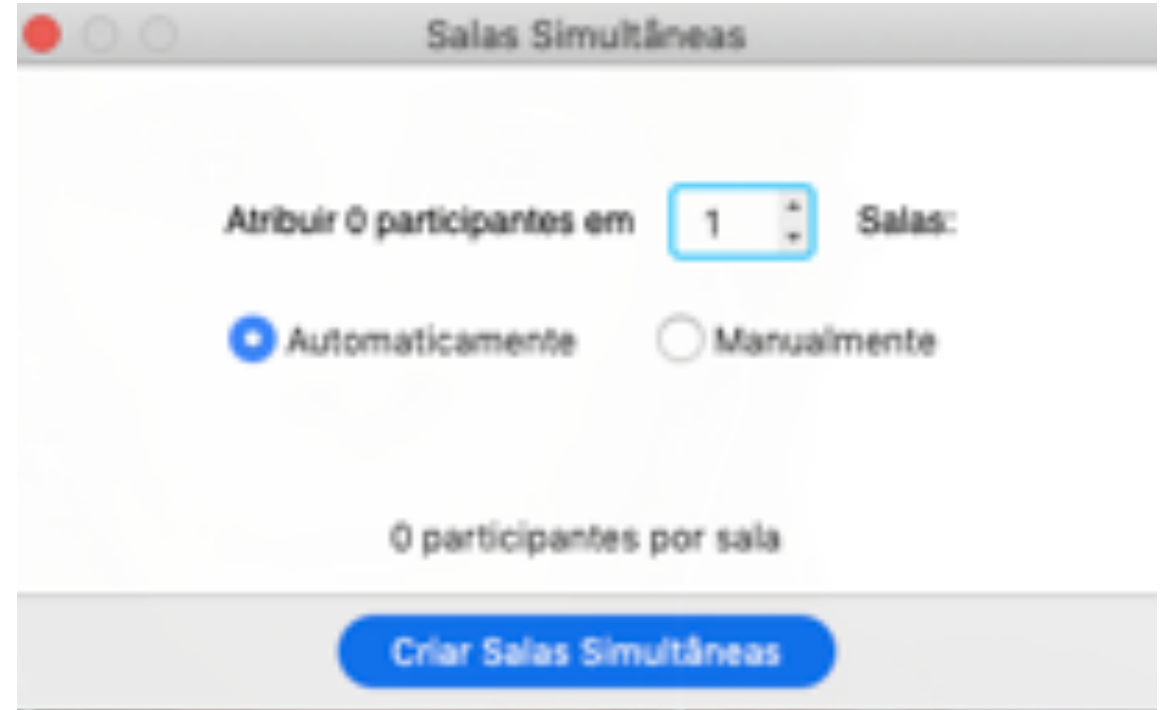 Salas Simultâneas
Atribuir 0 participantes em 1 Salas:
Automaticamente Manualmente
0 participantes por sala
Criar Salas Simultâneas